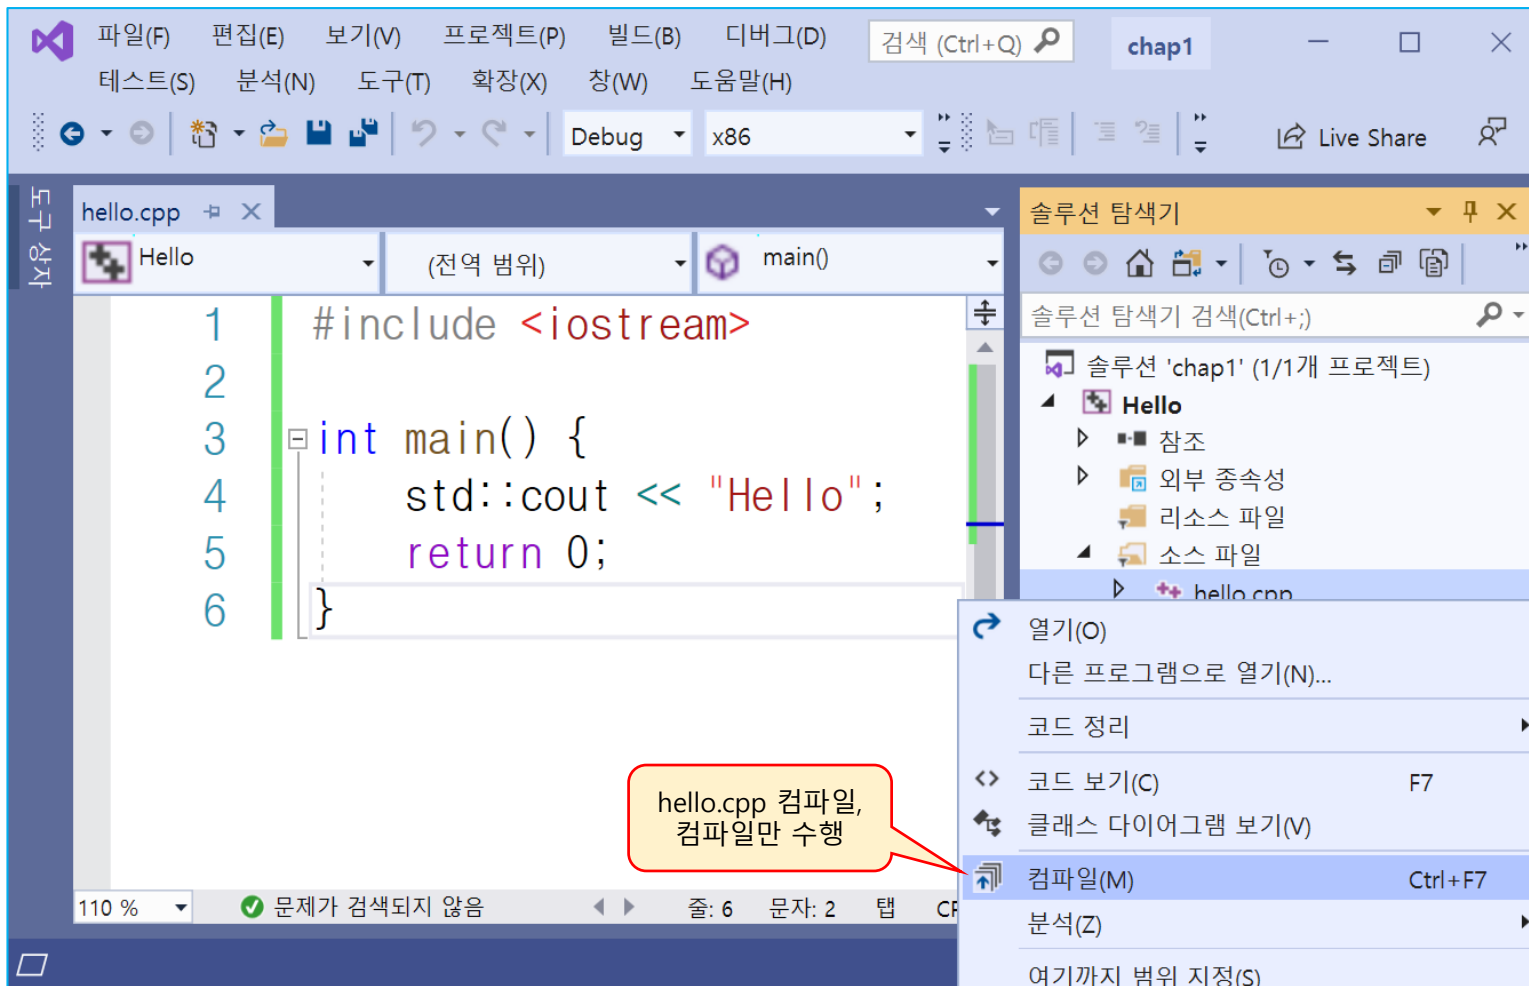 파일(F) 편집(E) 보기(V) 프로젝트(P) 빌드(B) 디버그(D) 검색 (Ctrl+Q) chap1
테스트(S) 분석(N) 도구(T) 확장(X) 창(W) 도움말(H)
Debug x86 Live Share
도구 상자
hello.cpp
Hello (전역 범위) main()
1 #include <iostream>
2
3 int main() {
4 std::cout << "Hello";
5 return 0;
6 }
hello.cpp 컴파일,
컴파일만 수행
110 % 문제가 검색되지 않음 줄: 6 문자: 2 탭
솔루션 탐색기
솔루션 탐색기 검색(Ctrl+;)
솔루션 'chap1' (1/1개 프로젝트)
Hello
참조
외부 종속성
리소스 파일
소스 파일
hello.cpp
열기(O)
다른 프로그램으로 열기(N)...
코드 정리
코드 보기(C) F7
클래스 다이어그램 보기(V)
컴파일(M) Ctrl+F7
분석(Z)
여기까지 범위 지정(S)